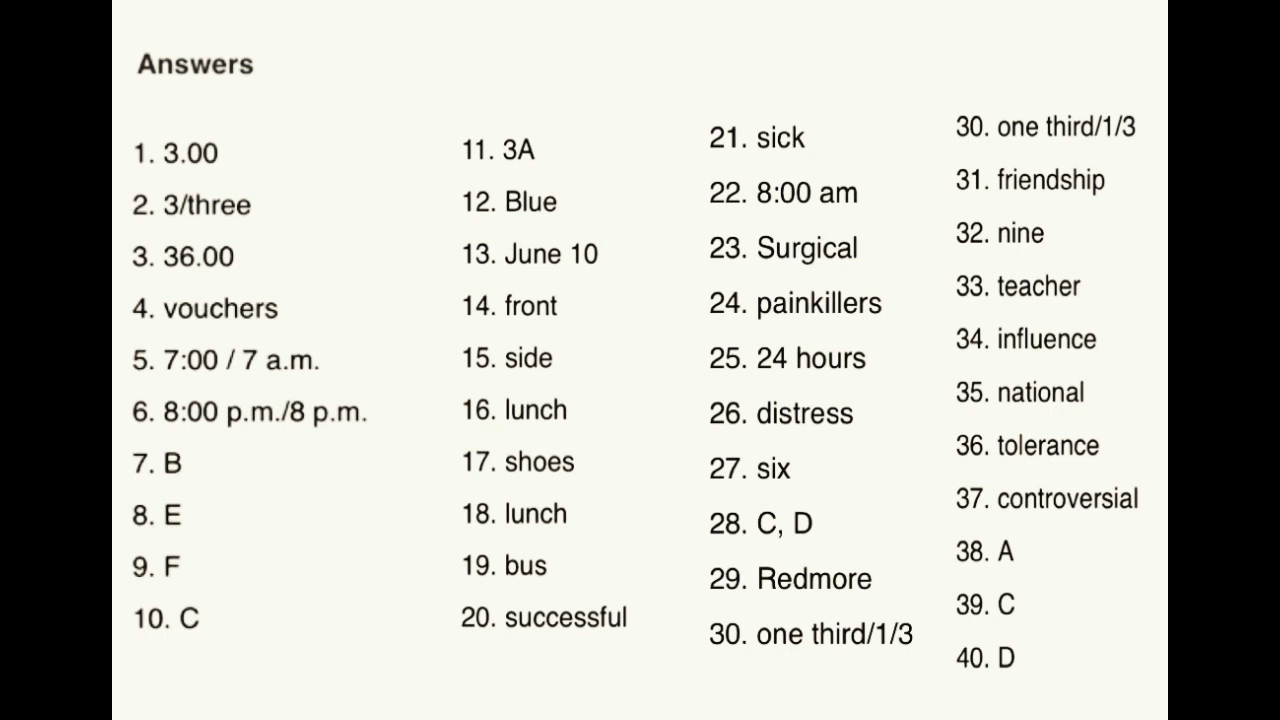 Answers
1. 3.00
2. 3/three
3. 36.00
4. vouchers
5. 7:00 / 7 a.m.
6. 8:00 p.m./8 p.m.
7. B
8. E
9. F
10. C
11. 3A
12. Blue
13. June 10
14. front
15. side
16. lunch
17. shoes
18. lunch
19. bus
20. successful
21. sick
22. 8:00 am
23. Surgical
24. painkillers
25. 24 hours
26. distress
27. six
28. C, D
29. Redmore
30. one third/1/3
30. one third/1/3
31. friendship
32. nine
33. teacher
34. influence
35. national
36. tolerance
37. controversial
38. A
39. C
40. D